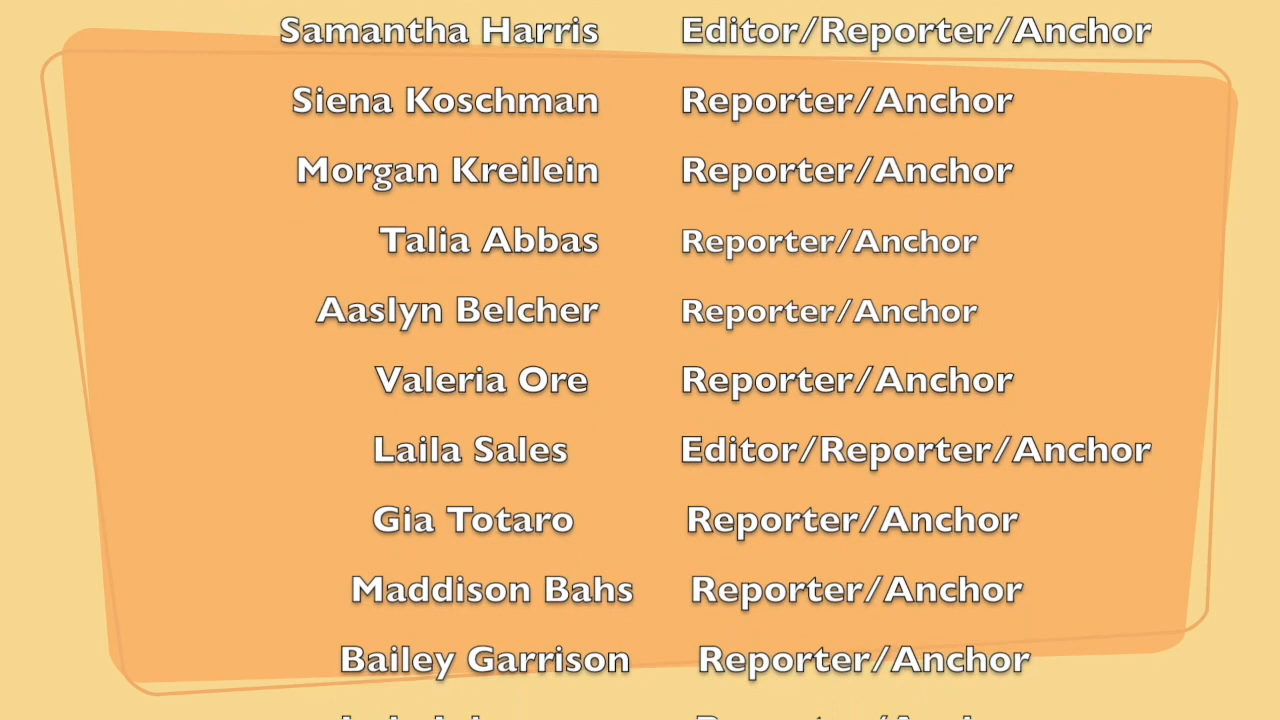 Samantha Harris Editor/Reporter/Anchor
Siena Koschman Reporter/Anchor
Morgan Kreilein Reporter/Anchor
Talia Abbas Reporter/Anchor
Aaslyn Belcher Reporter/Anchor
Valeria Ore Reporter/Anchor
Laila Sales Editor/Reporter/Anchor
Gia Totaro Reporter/Anchor
Maddison Bahs Reporter/Anchor
Bailey Garrison Reporter/Anchor